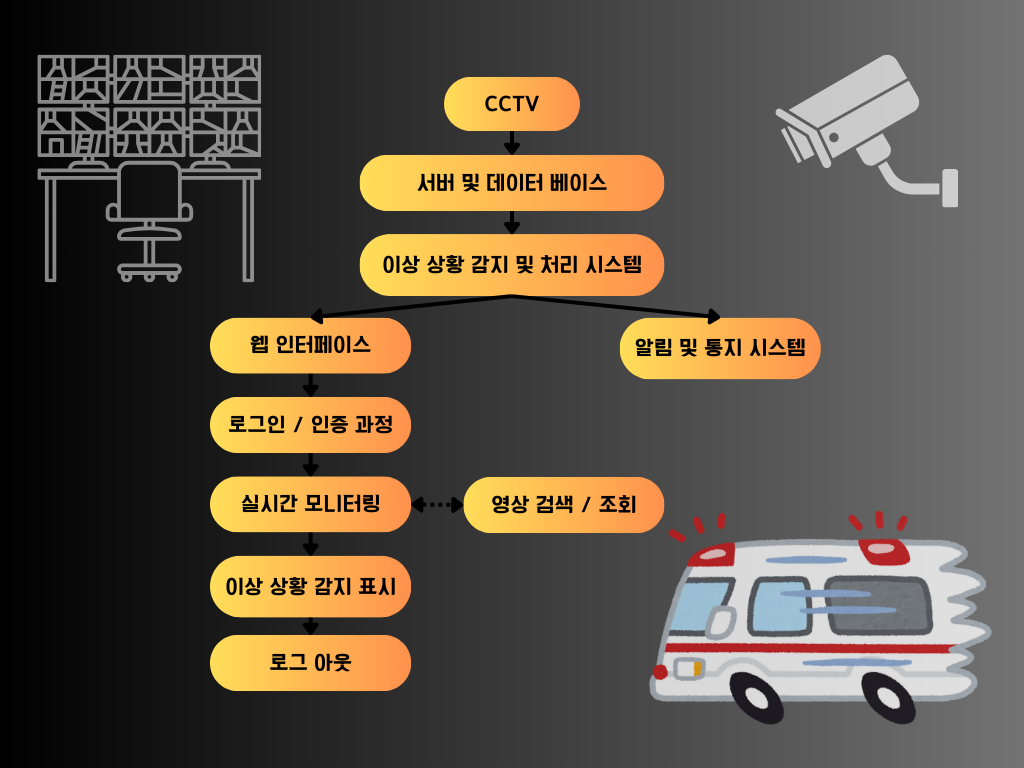 CCTV
서버 및 데이터 베이스
이상 상황 감지 및 처리 시스템
웹 인터페이스
알림 및 통지 시스템
로그인 / 인증 과정
실시간 모니터링
영상 검색 / 조회
이상 상황 감지 표시
로그 아웃